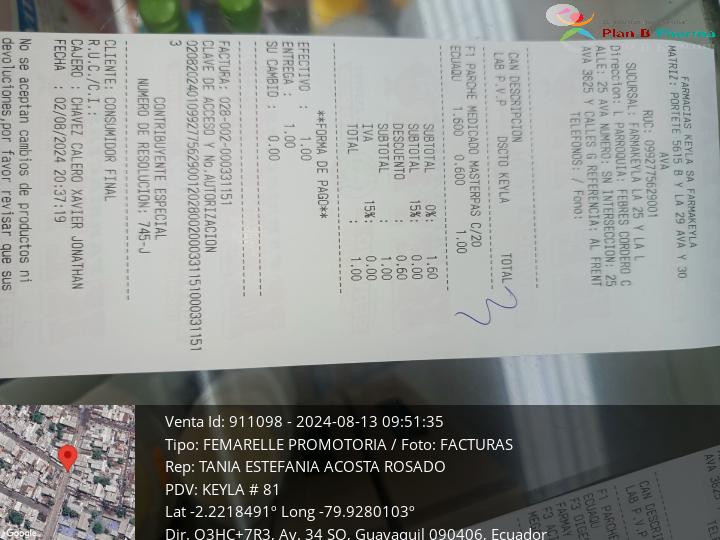 Plan B Pharma
FARMACIAS KEYLA SA FARMAKEYLA
MATRIZ: PORTETE 5615 B Y LA 29 AVA Y 30
AVA
RUC: 0992775629001
SUCURSAL: FARMAKEYLA LA 25 Y LA L
Direccion: L PARROQUIA: FEBRES CORDERO C
ALLE: 25 AVA NUMERO: SN INTERSECCION: 25
AVA 3825 Y CALLES G REFERENCIA: AL FRENT
TELEFONOS: / Fono:
CAN DESCRIPCION
LAB P.V.P DSCTO KEYLA TOTAL
F1 PARCHE MEDICADO MASTERPAS C/20
ECUAQU 1.600 0.600 1.00
SUBTOTAL 0%: 1.60
SUBTOTAL 15%: 0.00
DESCUENTO : 0.60
SUBTOTAL : 1.00
IVA 15%: 0.00
TOTAL : 1.00
**FORMA DE PAGO**
EFECTIVO : 1.00
ENTREGA : 1.00
SU CAMBIO : 0.00
FACTURA: 028-002-000331151
CLAVE DE ACCESO Y No.AUTORIZACION
3
CONTRIBUYENTE ESPECIAL
NUMERO DE RESOLUCION: 745-J
CLIENTE: CONSUMIDOR FINAL
R.U.C./C.I.:
CAJERO : CHAVEZ CALERO XAVIER JONATHAN
FECHA : 02/08/2024 20:37:19
No se aceptan cambios de productos ni
devoluciones,por favor revisar que sus
Venta Id: 911098 - 2024-08-13 09:51:35
Tipo: FEMARELLE PROMOTORIA / Foto: FACTURAS
Rep: TANIA ESTEFANIA ACOSTA ROSADO
PDV: KEYLA # 81
Lat -2.2218491° Long -79.9280103°
Dir. Q3HC+7R3, Av. 34 SO, Guayaquil 090406, Ecuador
Google
CAN DESCRI
LAB P.V.P
F1 PARCHE
ECUAQU